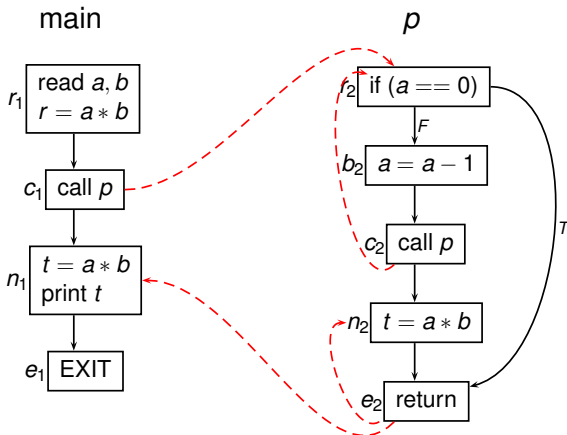 main
r1
read a, b
r = a ∗ b
c1
call p
n1
t = a ∗ b
print t
e1
EXIT
p
r2
if (a == 0)
F
T
b2
a = a − 1
c2
call p
n2
t = a ∗ b
e2
return